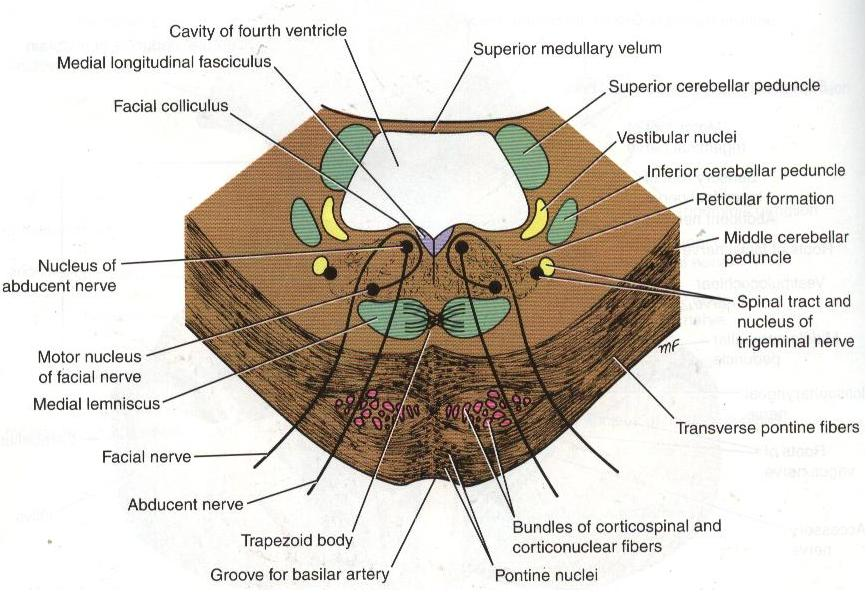 Cavity of fourth ventricle
Medial longitudinal fasciculus
Facial colliculus
Superior medullary velum
Superior cerebellar peduncle
Vestibular nuclei
Inferior cerebellar peduncle
Reticular formation
Middle cerebellar
peduncle
Spinal tract and
nucleus of
trigeminal nerve
Nucleus of
abducent nerve
Motor nucleus
of facial nerve
Medial lemniscus
Facial nerve
Abducent nerve
Trapezoid body
Groove for basilar artery
MF
Transverse pontine fibers
Bundles of corticospinal and
corticonuclear fibers
Pontine nuclei